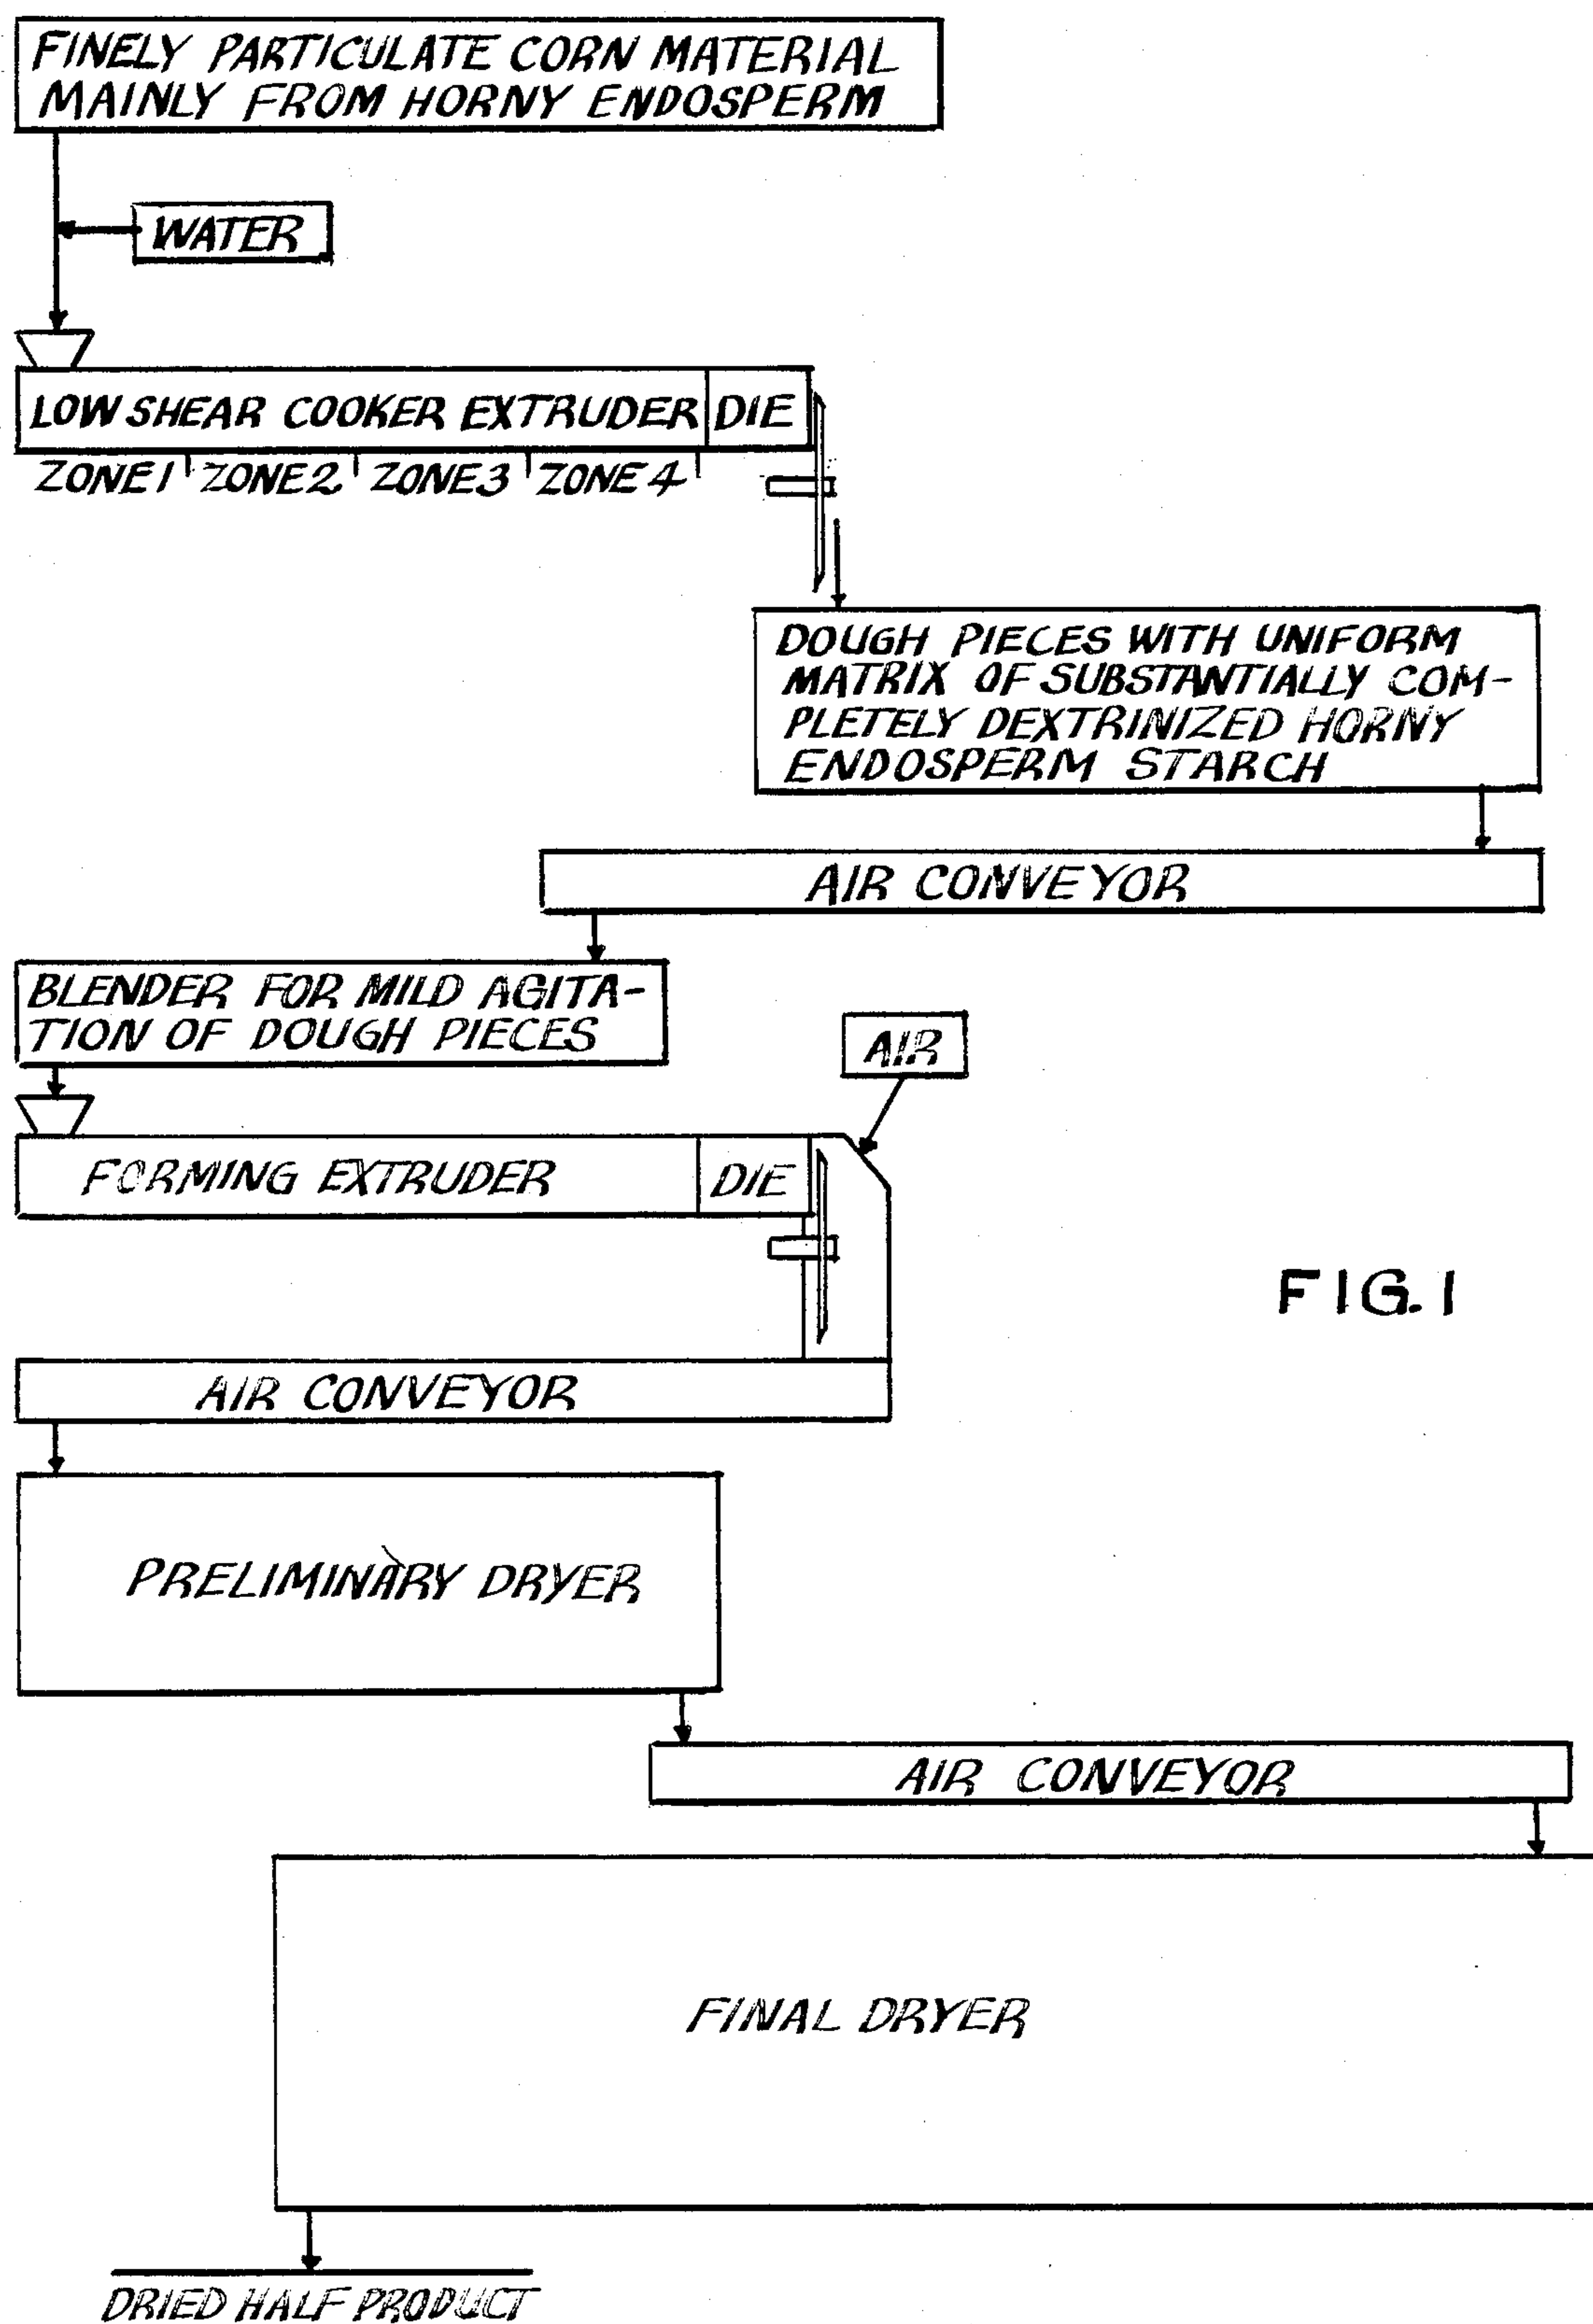 FINELY PARTICULATE CORN MATERIAL
MAINLY FROM HORNY ENDOSPERM
WATER
LOW SHEAR COOKER EXTRUDER DIE
ZONE 1 ZONE 2 ZONE 3 ZONE 4
DOUGH PIECES WITH UNIFORM
MATRIX OF SUBSTANTIALLY COM-
PLETELY DEXTRINIZED HORNY
ENDOSPERM STARCH
AIR CONVEYOR
BLENDER FOR MILD AGITA-
TION OF DOUGH PIECES
AIR
FORMING EXTRUDER DIE
FIG. 1
AIR CONVEYOR
PRELIMINARY DRYER
AIR CONVEYOR
FINAL DRYER
DRIED HALF PRODUCT